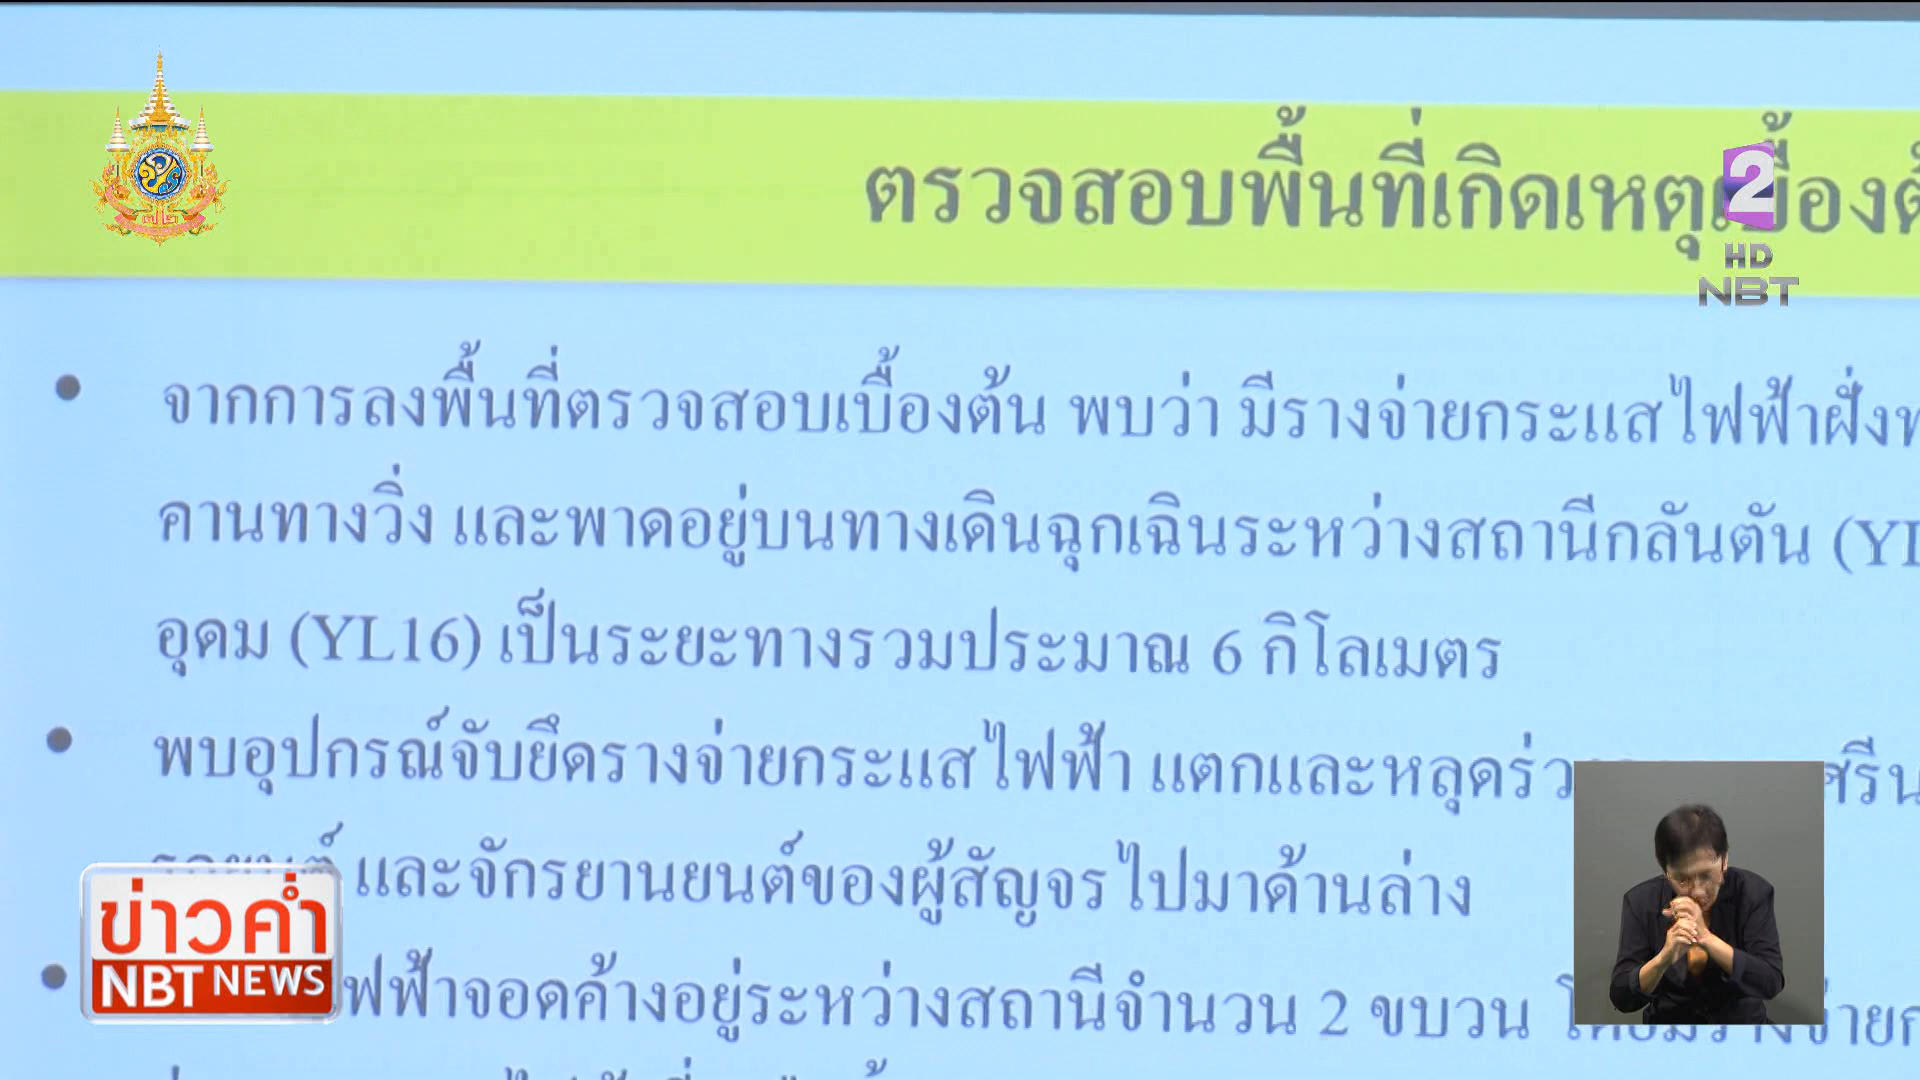 ตรวจสอบพื้นที่เกิดเหตุเบื้องต้
2
HD
NBT
• จากการลงพื้นที่ตรวจสอบเบื้องต้น พบว่า มีรางจ่ายกระแสไฟฟ้าฝั่ง
คานทางวิ่ง และพาดอยู่บนทางเดินฉุกเฉินระหว่างสถานีกลันตัน (YL
อุดม (YL16) เป็นระยะทางรวมประมาณ 6 กิโลเมตร
• พบอุปกรณ์จับยึดรางจ่ายกระแสไฟฟ้า แตกและหลุดร่ว
และจักรยานยนต์ของผู้สัญจรไปมาด้านล่าง
• ฟฟ้าจอดค้างอยู่ระหว่างสถานีจำนวน 2 ขบวน
ข่าวค่ำ
NBT NEWS